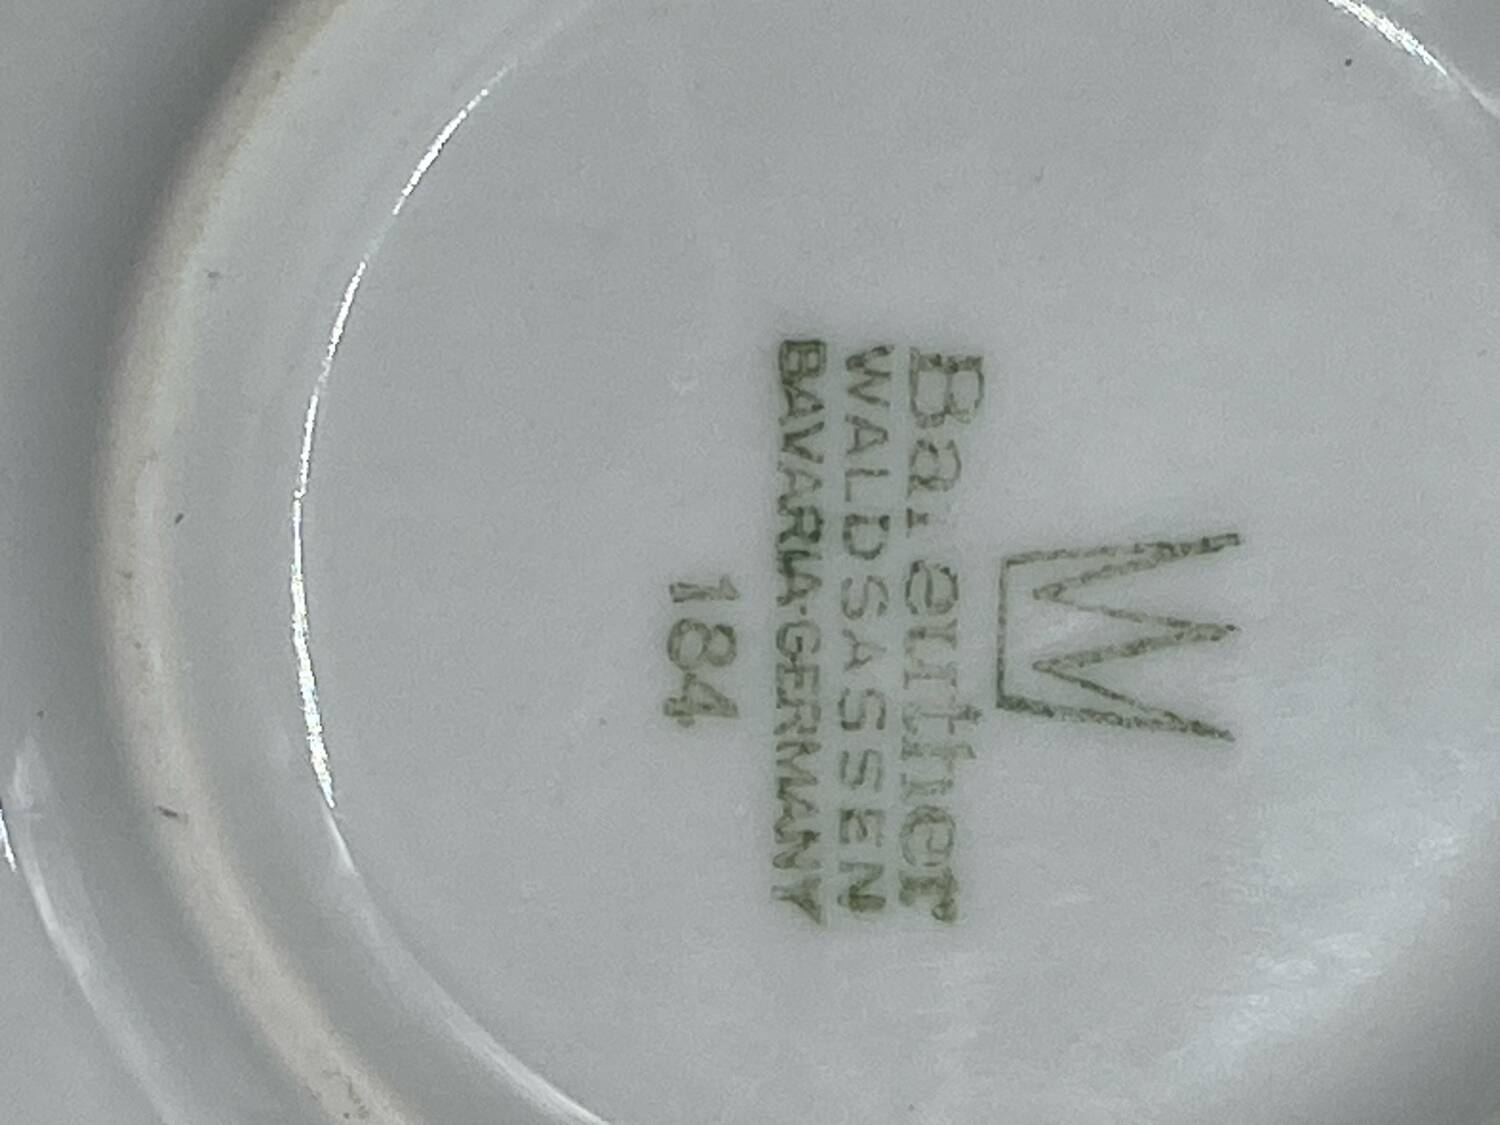 Bareuther
WALDSASSEN
BAVARIA·GERMANY
184